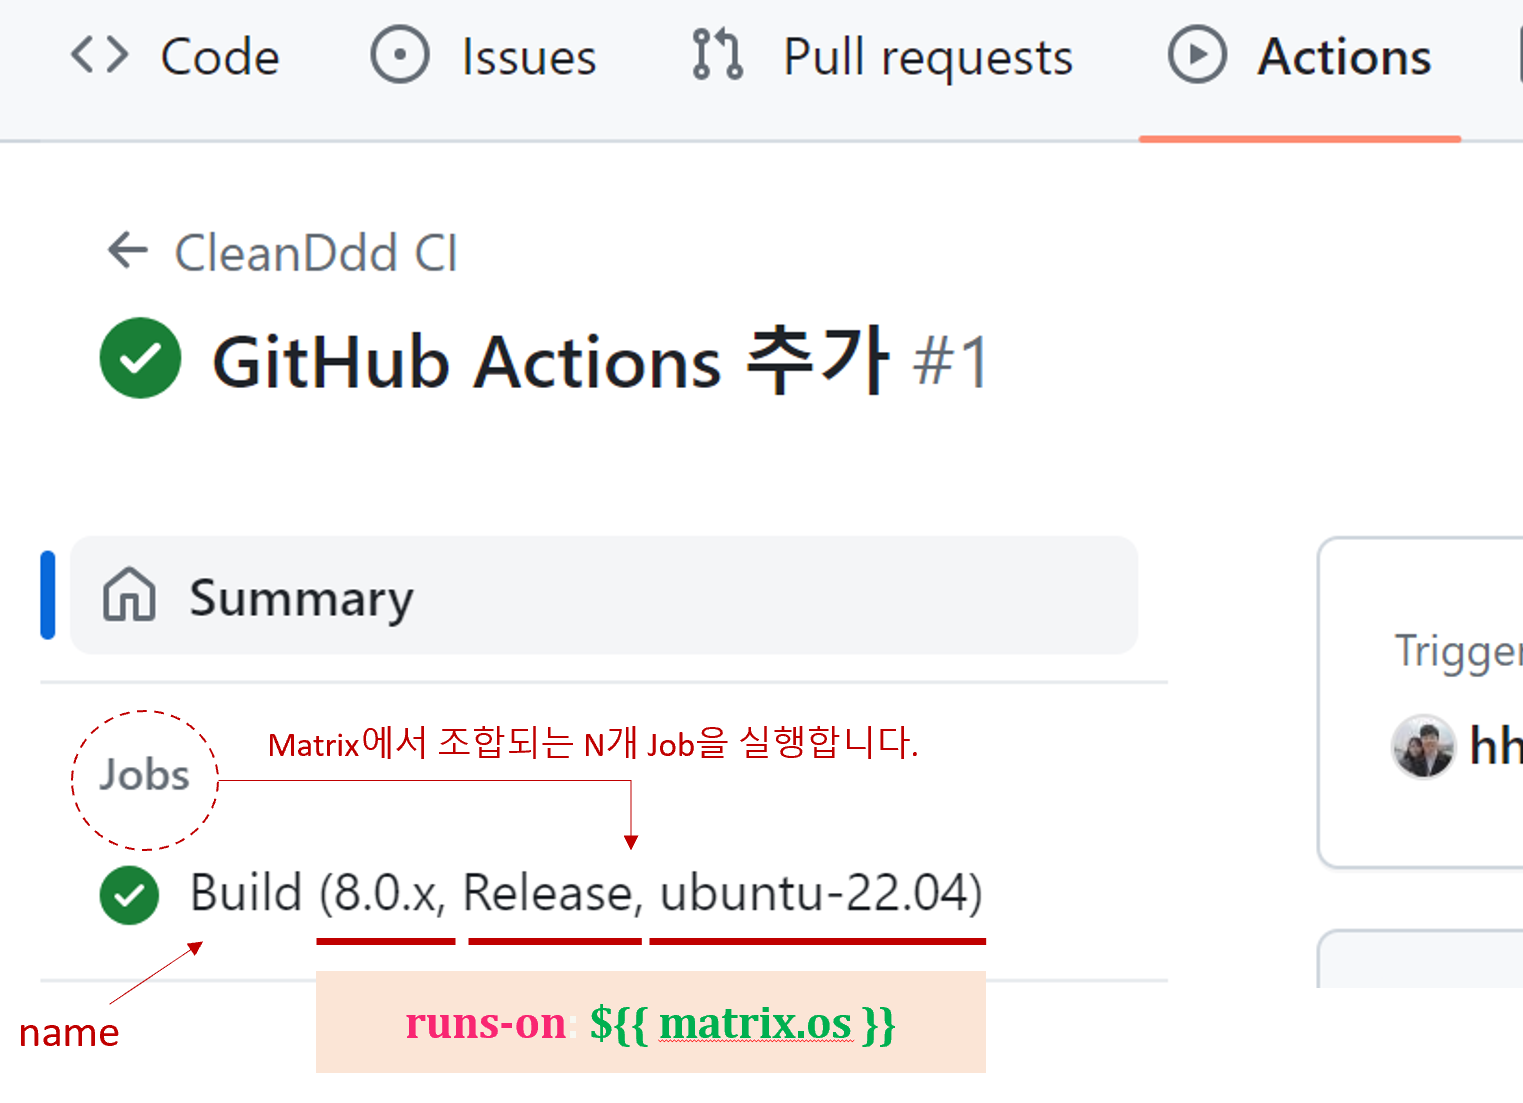 Code Issues Pull requests Actions
CleanDdd CI
GitHub Actions 추가 #1
Summary
Trigger
hh
Matrix에서 조합되는 N개 Job을 실행합니다.
Jobs
Build (8.0.x, Release, ubuntu-22.04)
name
runs-on: ${{ matrix.os }}